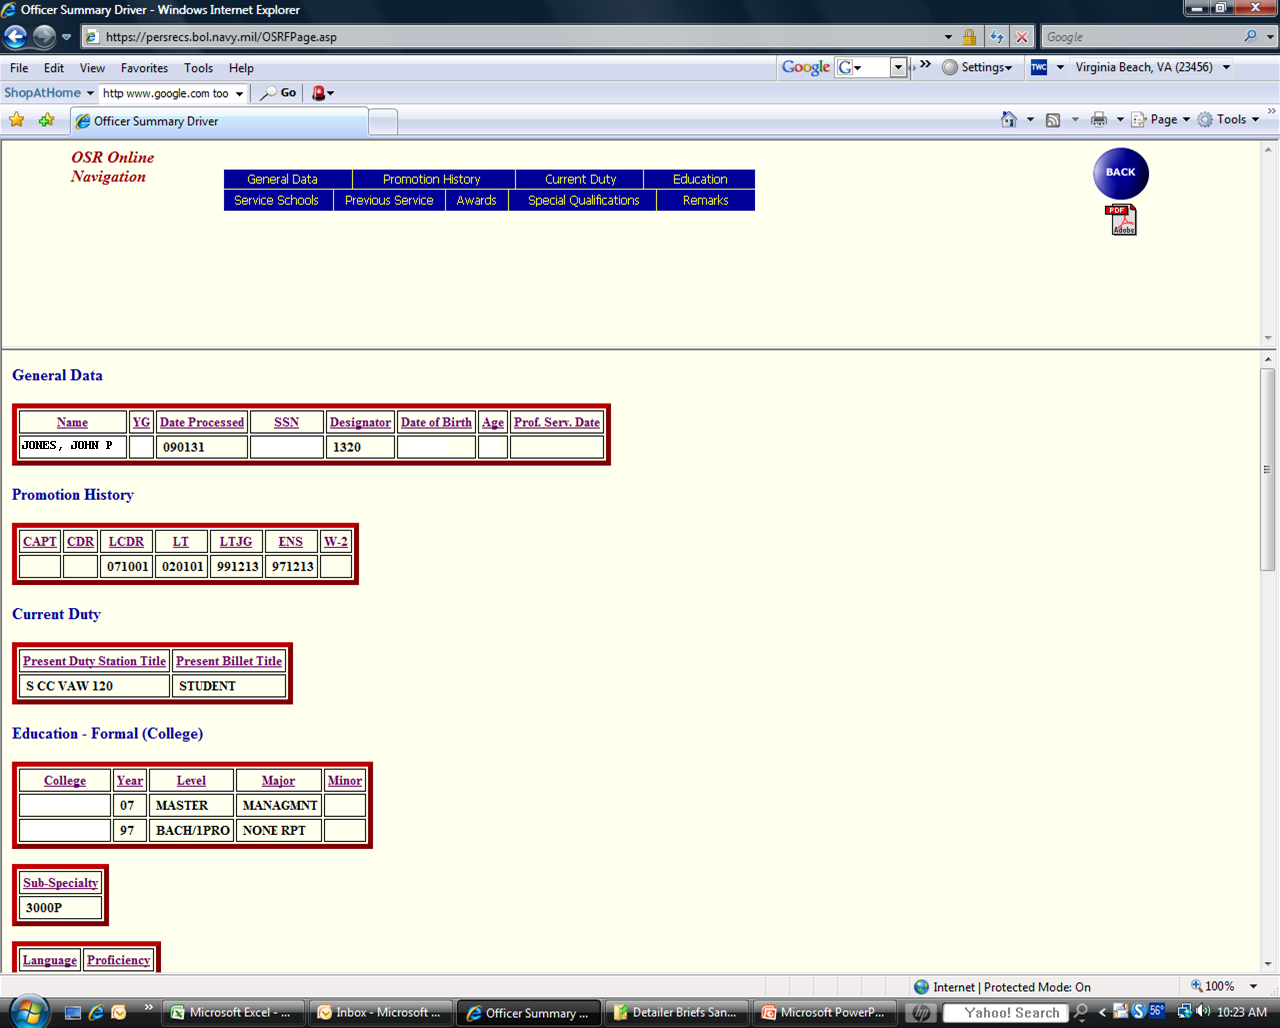 Officer Summary Driver - Windows Internet Explorer
https://persrecs.bol.navy.mil/OSRFPage.asp
Google
File Edit View Favorites Tools Help
Google G Settings TWC Virginia Beach, VA (23456)
ShopAtHome http www.google.com too Go
Officer Summary Driver
Page Tools
OSR Online
Navigation
General Data Promotion History Current Duty Education
Service Schools Previous Service Awards Special Qualifications Remarks
BACK
PDF
Adobe
General Data
Name YG Date Processed SSN Designator Date of Birth Age Prof. Serv. Date
JONES, JOHN P 090131 1320
Promotion History
CAPT CDR LCDR LT LTJG ENS W-2
071001 020101 991213 971213
Current Duty
Present Duty Station Title Present Billet Title
S CC VAW 120 STUDENT
Education - Formal (College)
College Year Level Major Minor
07 MASTER MANAGMNT
97 BACH/1PRO NONE RPT
Sub-Specialty
3000P
Language Proficiency
Internet | Protected Mode: On 100%
Microsoft Excel - ... Inbox - Microsoft ... Officer Summary ... Detailer Briefs San... Microsoft PowerP... hp Yahoo! Search 56° 10:23 AM